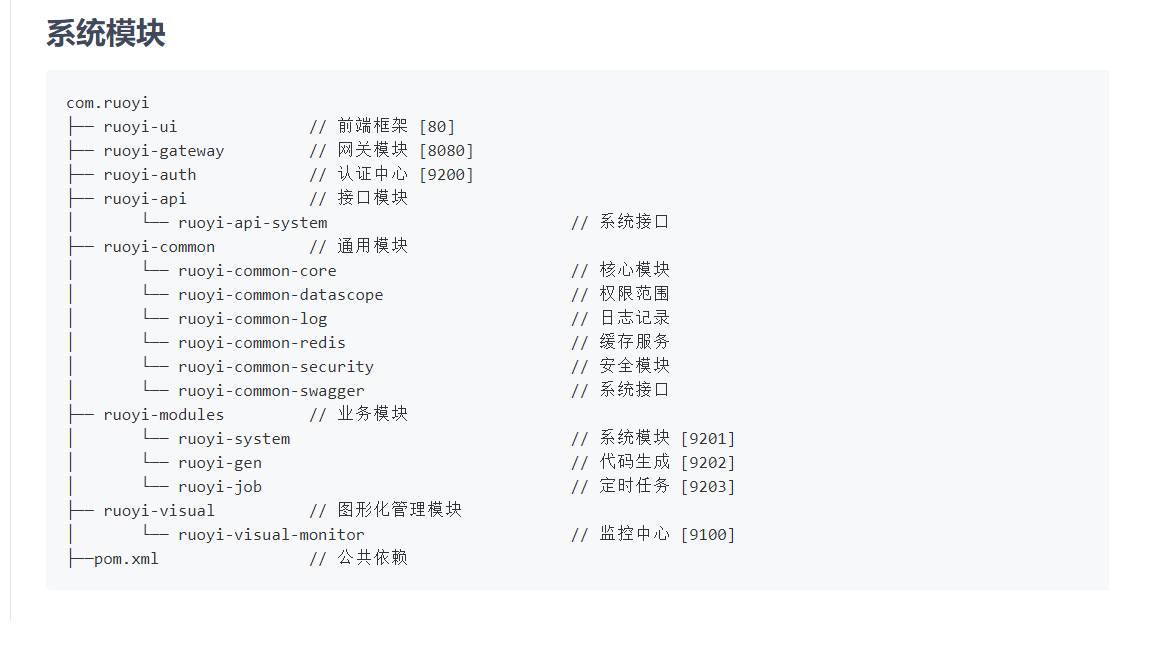 系统模块
com.ruoyi
├── ruoyi-ui              // 前端框架 [80]
├── ruoyi-gateway         // 网关模块 [8080]
├── ruoyi-auth            // 认证中心 [9200]
├── ruoyi-api             // 接口模块
│       └── ruoyi-api-system                          // 系统接口
├── ruoyi-common          // 通用模块
│       └── ruoyi-common-core                         // 核心模块
│       └── ruoyi-common-datascope                    // 权限范围
│       └── ruoyi-common-log                          // 日志记录
│       └── ruoyi-common-redis                        // 缓存服务
│       └── ruoyi-common-security                     // 安全模块
│       └── ruoyi-common-swagger                      // 系统接口
├── ruoyi-modules         // 业务模块
│       └── ruoyi-system                              // 系统模块 [9201]
│       └── ruoyi-gen                                 // 代码生成 [9202]
│       └── ruoyi-job                                 // 定时任务 [9203]
├── ruoyi-visual          // 图形化管理模块
│       └── ruoyi-visual-monitor                      // 监控中心 [9100]
├──pom.xml                // 公共依赖